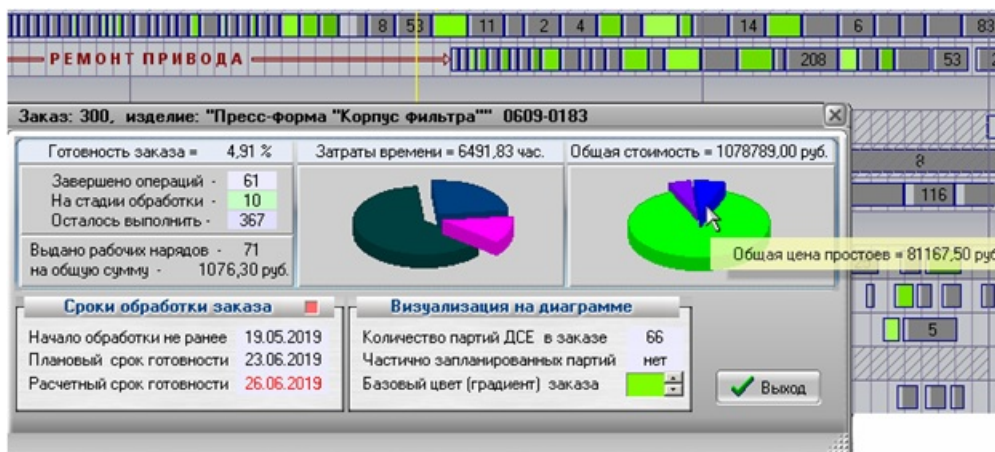 8 53 11 2 4 14 6 83
РЕМОНТ ПРИВОДА 208 53
Заказ: 300, изделие: "Пресс-форма "Корпус фильтра"" 0609-0183
Готовность заказа = 4,91 % Затраты времени = 6491,83 час. Общая стоимость = 1078789,00 руб.
8
Завершено операций - 61
На стадии обработки - 10
116
Осталось выполнить - 367
Выдано рабочих нарядов - 71
на общую сумму - 1076,30 руб.
Общая цена простоев = 81167,50 руб
Сроки обработки заказа Визуализация на диаграмме
Начало обработки не ранее 19.05.2019 Количество партий ДСЕ в заказе 66
5
Плановый срок готовности 23.06.2019 Частично запланированных партий нет
Расчетный срок готовности 26.06.2019 Базовый цвет (градиент) заказа
Выход